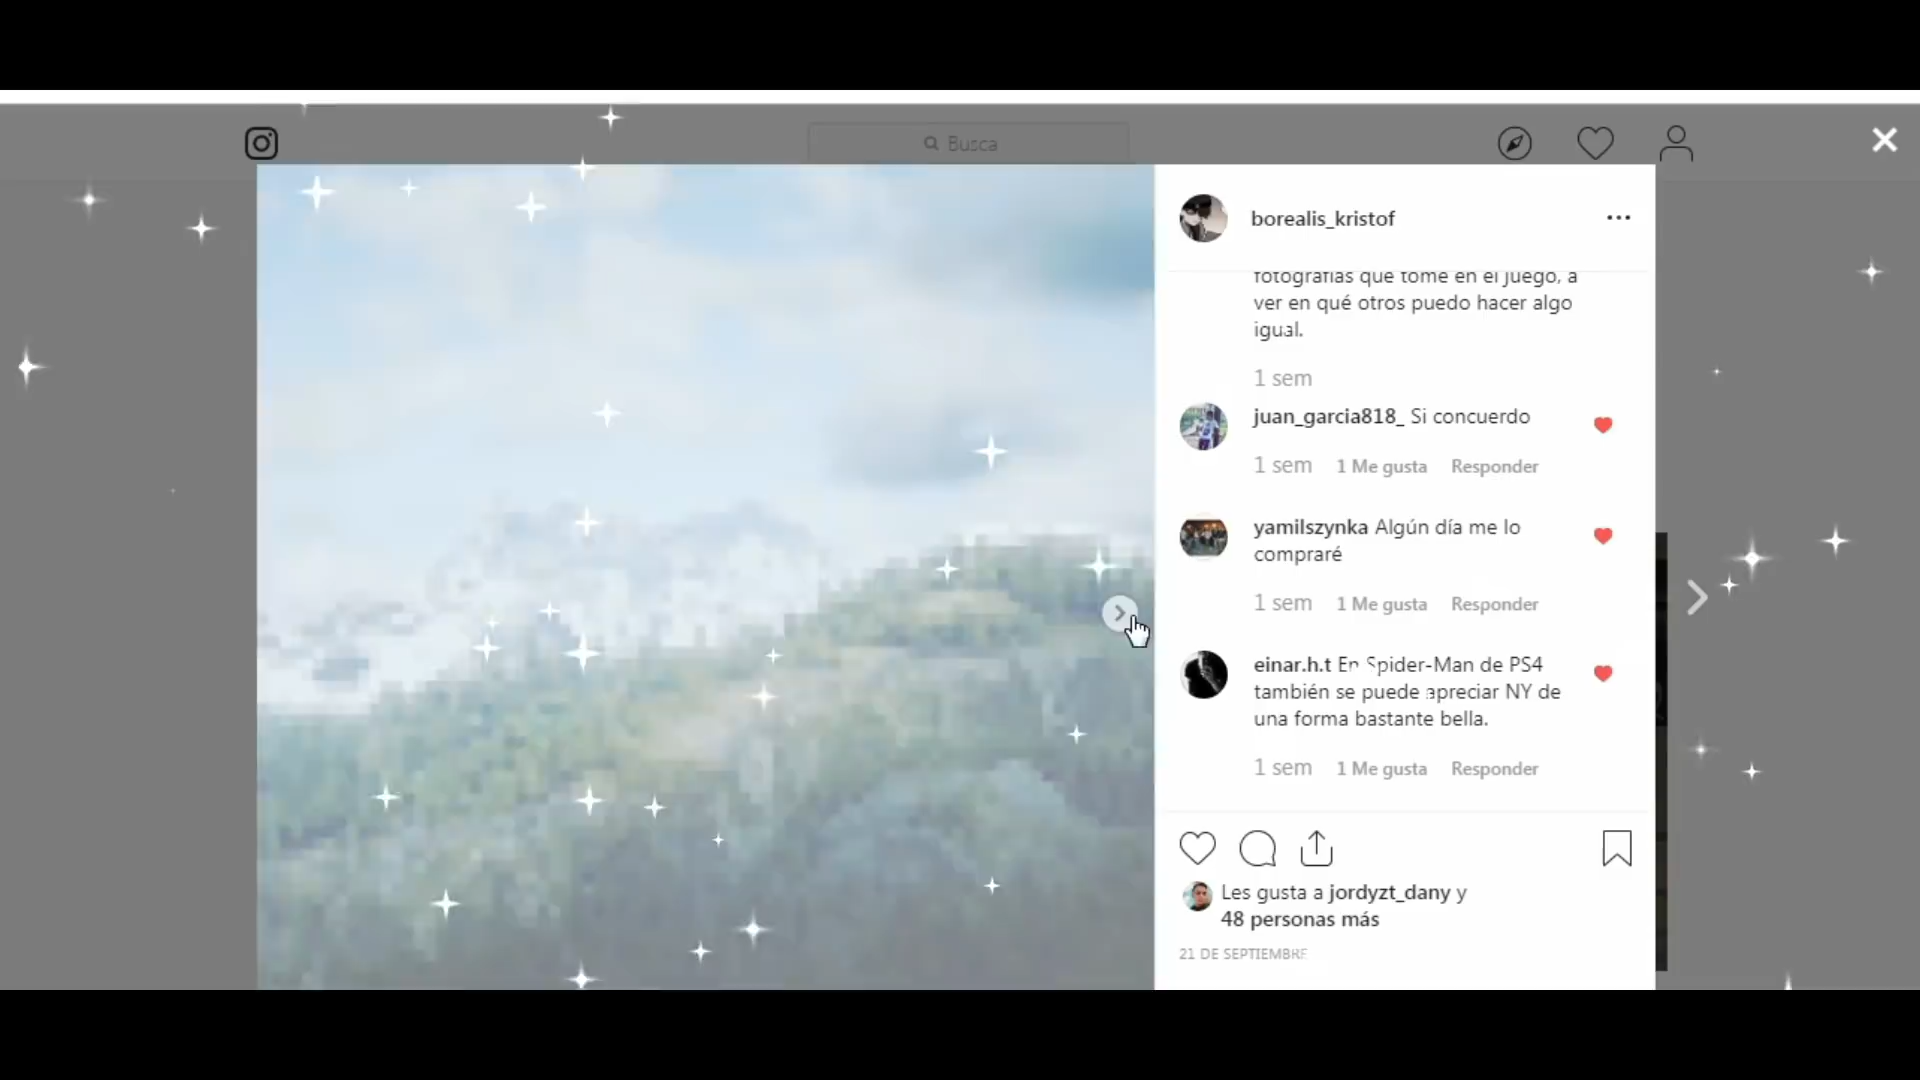 Busca
borealis_kristof
fotografías que tome en el juego, a
ver en qué otros puedo hacer algo
igual.
1 sem
juan_garcia818_ Si concuerdo
1 sem 1 Me gusta Responder
yamilszynka Algún día me lo
compraré
1 sem 1 Me gusta Responder
einar.h.t En Spider-Man de PS4
también se puede apreciar NY de
una forma bastante bella.
1 sem 1 Me gusta Responder
Les gusta a jordyzt_dany y
48 personas más
21 DE SEPTIEMBRE